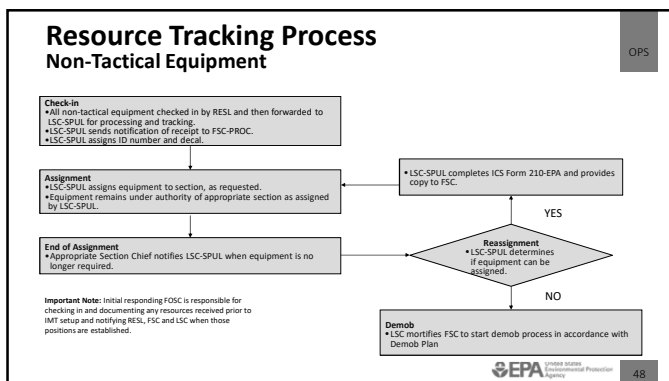 Resource Tracking Process
Non-Tactical Equipment
OPS
Check-in
•All non-tactical equipment checked in by RESL and then forwarded to
LSC-SPUL for processing and tracking.
•LSC-SPUL sends notification of receipt to FSC-PROC.
•LSC-SPUL assigns ID number and decal.
Assignment
•LSC-SPUL assigns equipment to section, as requested.
•Equipment remains under authority of appropriate section as assigned
by LSC-SPUL.
• LSC-SPUL completes ICS Form 210-EPA and provides
copy to FSC.
YES
End of Assignment
•Appropriate Section Chief notifies LSC-SPUL when equipment is no
longer required.
Reassignment
•LSC-SPUL determines
if equipment can be
assigned.
NO
Important Note: Initial responding FOSC is responsible for
checking in and documenting any resources received prior to
IMT setup and notifying RESL, FSC and LSC when those
positions are established.
Demob
•LSC mortifies FSC to start demob process in accordance with
Demob Plan
EPA United States
Environmental Protection
Agency
48